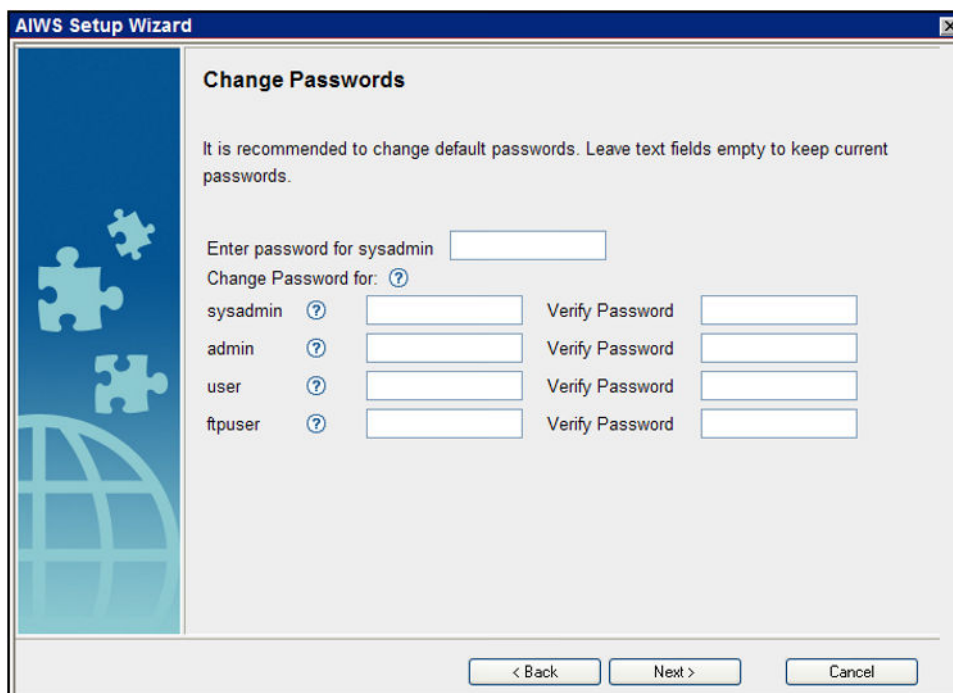 AIWS Setup Wizard
Change Passwords
It is recommended to change default passwords. Leave text fields empty to keep current
passwords.
Enter password for sysadmin
Change Password for: ?
sysadmin ? Verify Password
admin ? Verify Password
user ? Verify Password
ftpuser ? Verify Password
< Back Next > Cancel